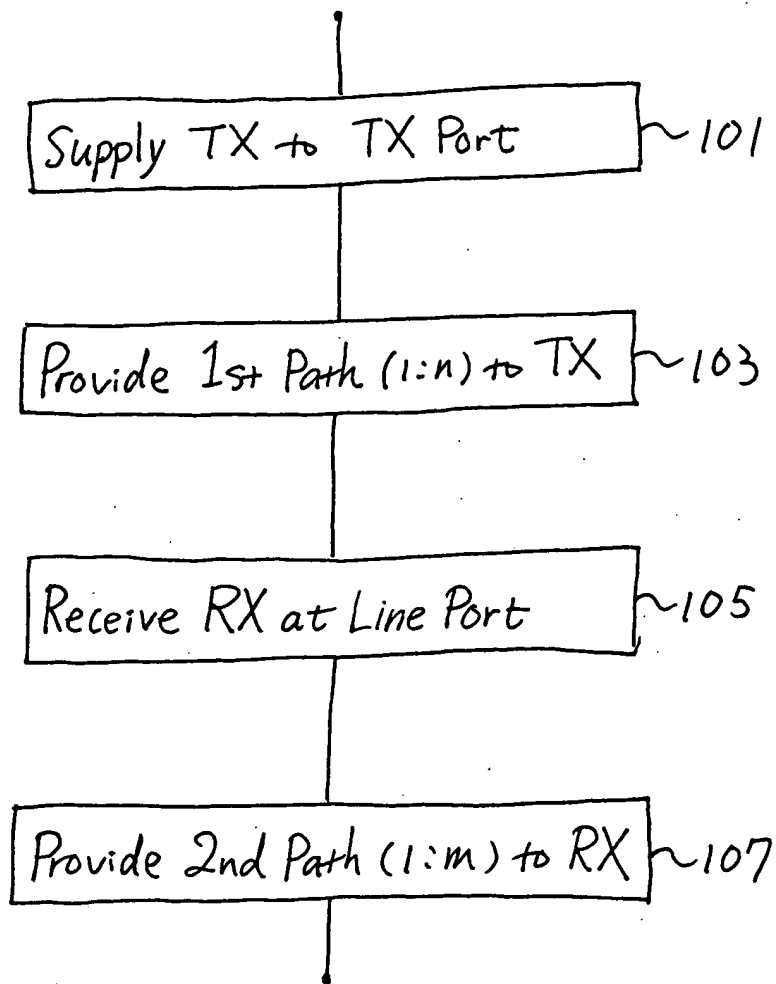 Supply TX to TX Port 101
Provide 1st Path (1:n) to TX 103
Receive RX at Line Port 105
Provide 2nd Path (1:m) to RX 107